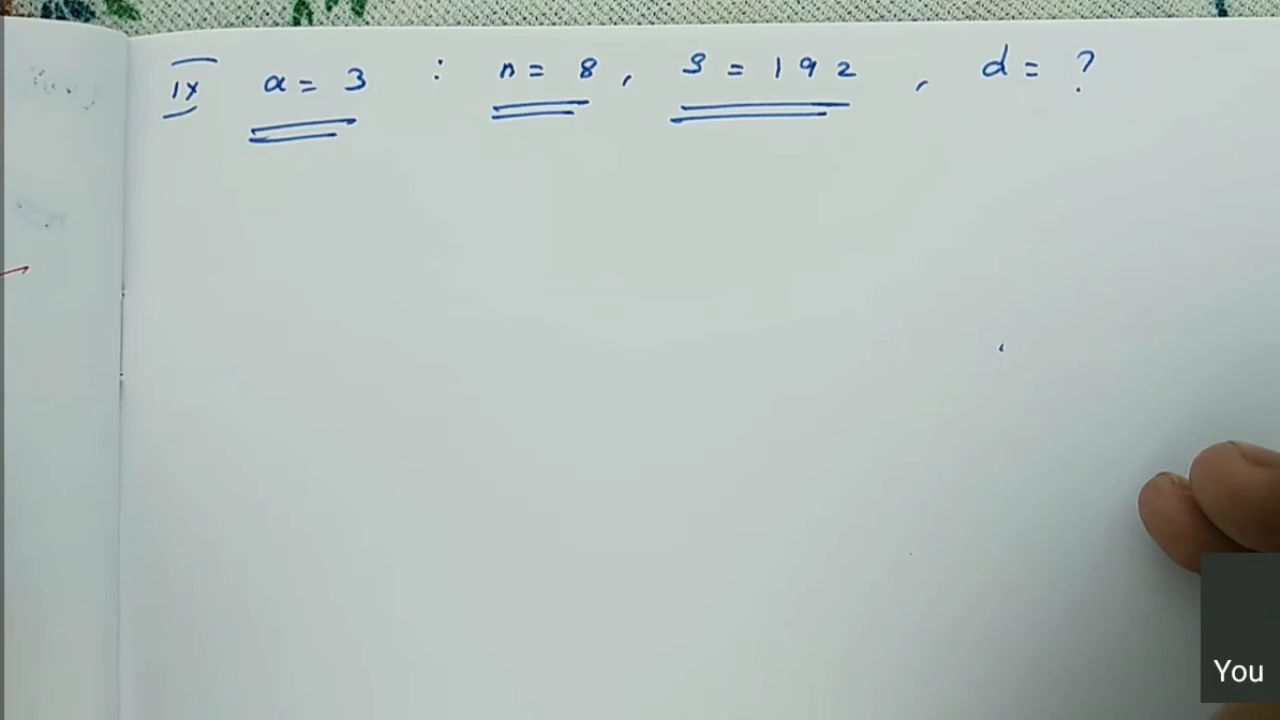 ix a = 3 : n = 8 , S = 192 , d = ?
You